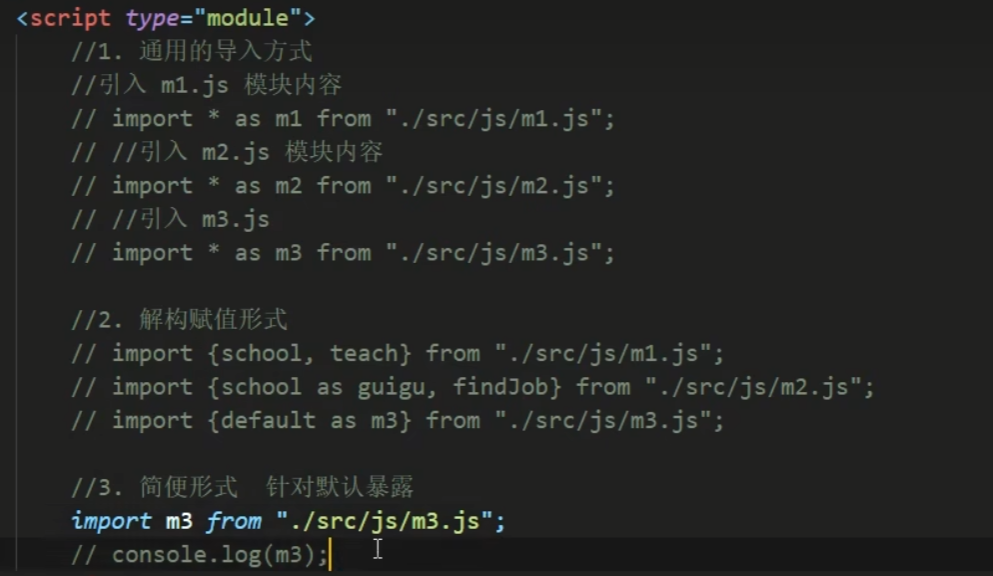 <script type="module">
//1. 通用的导入方式
//引入 m1.js 模块内容
// import * as m1 from "./src/js/m1.js";
// //引入 m2.js 模块内容
// import * as m2 from "./src/js/m2.js";
// //引入 m3.js
// import * as m3 from "./src/js/m3.js";
//2. 解构赋值形式
// import {school, teach} from "./src/js/m1.js";
// import {school as guigu, findJob} from "./src/js/m2.js";
// import {default as m3} from "./src/js/m3.js";
//3. 简便形式  针对默认暴露
import m3 from "./src/js/m3.js";
// console.log(m3);